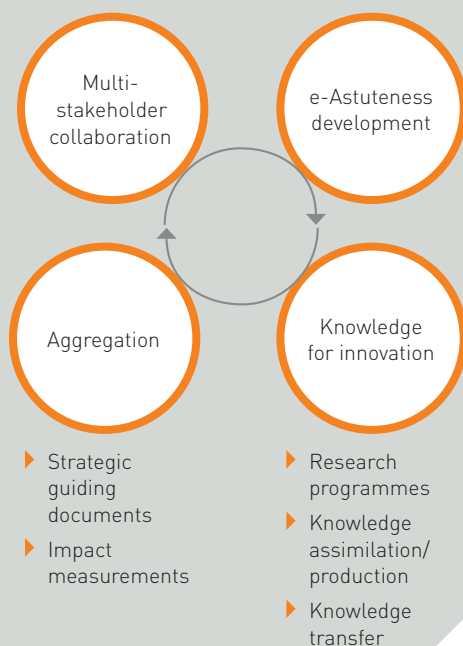 Multi-
stakeholder
collaboration
e-Astuteness
development
Aggregation
Knowledge
for innovation
Strategic
guiding
documents
Impact
measurements
Research
programmes
Knowledge
assimilation/
production
Knowledge
transfer